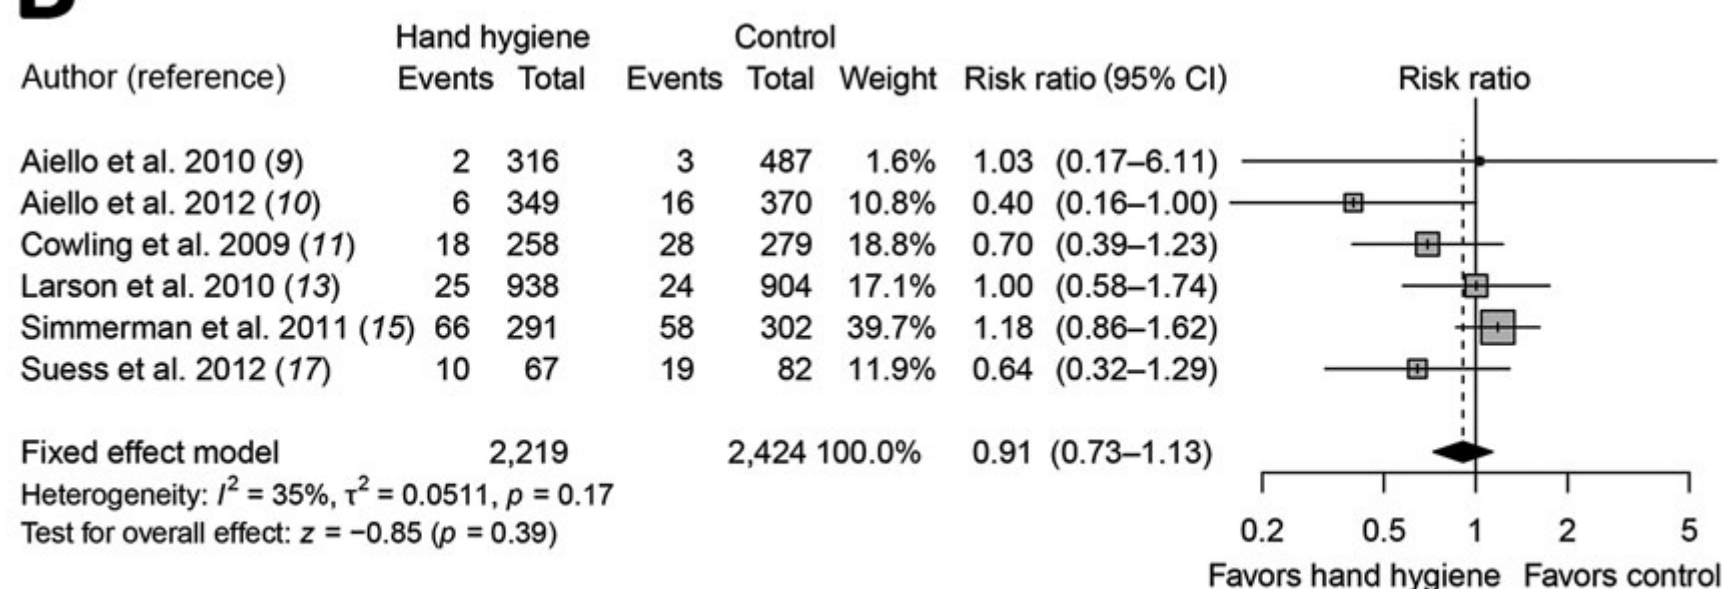 Hand hygiene Control
Author (reference) Events Total Events Total Weight Risk ratio (95% CI) Risk ratio
Aiello et al. 2010 (9) 2 316 3 487 1.6% 1.03 (0.17–6.11)
Aiello et al. 2012 (10) 6 349 16 370 10.8% 0.40 (0.16–1.00)
Cowling et al. 2009 (11) 18 258 28 279 18.8% 0.70 (0.39–1.23)
Larson et al. 2010 (13) 25 938 24 904 17.1% 1.00 (0.58–1.74)
Simmerman et al. 2011 (15) 66 291 58 302 39.7% 1.18 (0.86–1.62)
Suess et al. 2012 (17) 10 67 19 82 11.9% 0.64 (0.32–1.29)
Fixed effect model 2,219 2,424 100.0% 0.91 (0.73–1.13)
Heterogeneity: I² = 35%, τ² = 0.0511, p = 0.17
Test for overall effect: z = −0.85 (p = 0.39)
0.2 0.5 1 2 5
Favors hand hygiene Favors control